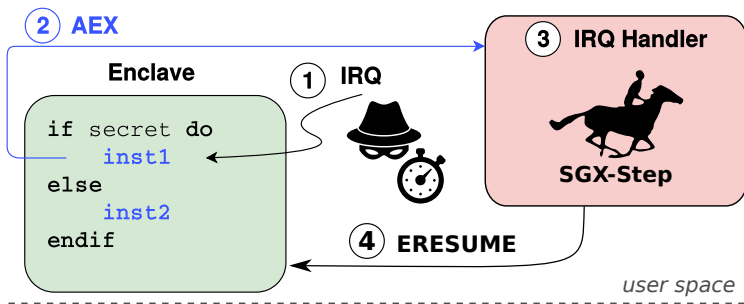 2 AEX
3 IRQ Handler
Enclave
1 IRQ
if secret do
inst1
else
inst2
endif
SGX-Step
4 ERESUME
user space